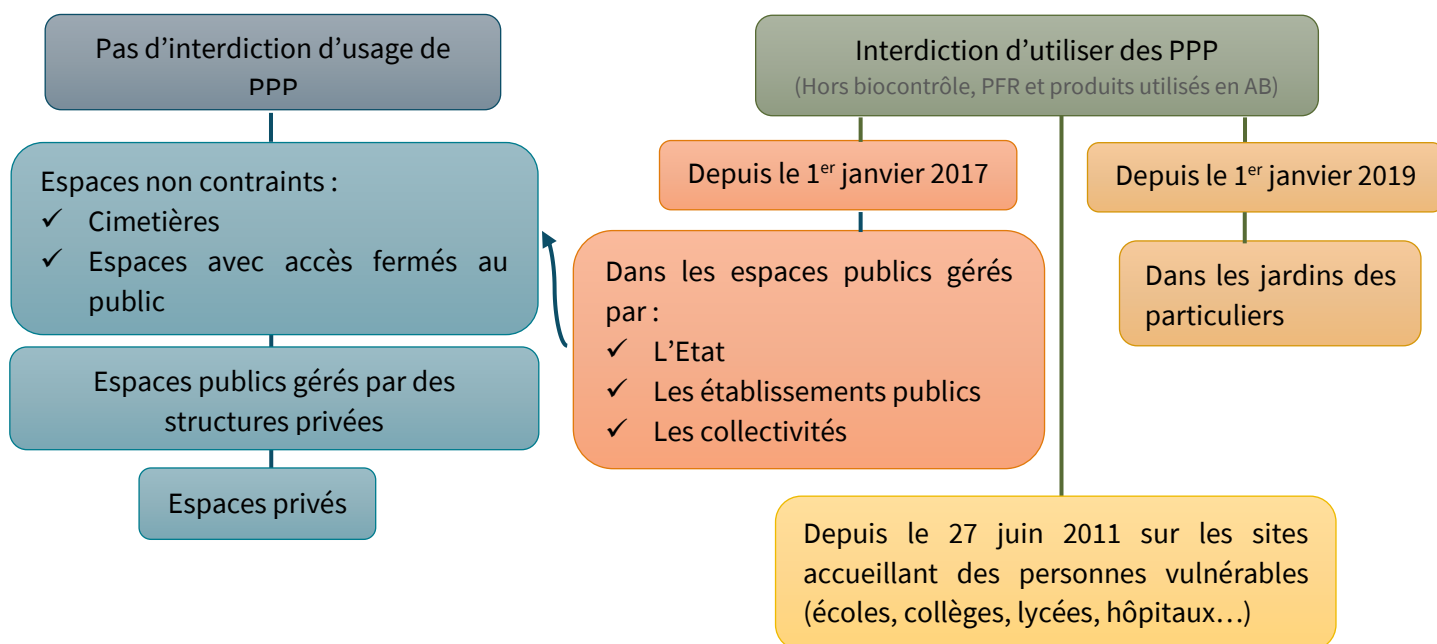 Pas d’interdiction d’usage de
PPP
Espaces non contraints :
✓ Cimetières
✓ Espaces avec accès fermés au
public
Espaces publics gérés par des
structures privées
Espaces privés
Interdiction d’utiliser des PPP
(Hors biocontrôle, PFR et produits utilisés en AB)
Depuis le 1er janvier 2017
Dans les espaces publics gérés
par :
✓ L’Etat
✓ Les établissements publics
✓ Les collectivités
Depuis le 1er janvier 2019
Dans les jardins des
particuliers
Depuis le 27 juin 2011 sur les sites
accueillant des personnes vulnérables
(écoles, collèges, lycées, hôpitaux…)